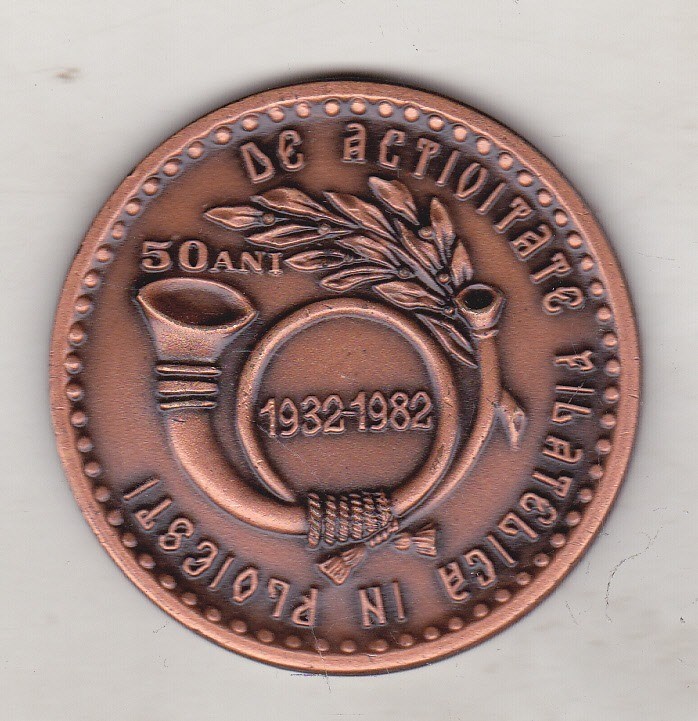 50 ANI
DE ACTIVITATE FILATELICA IN PLOIESTI
1932-1982